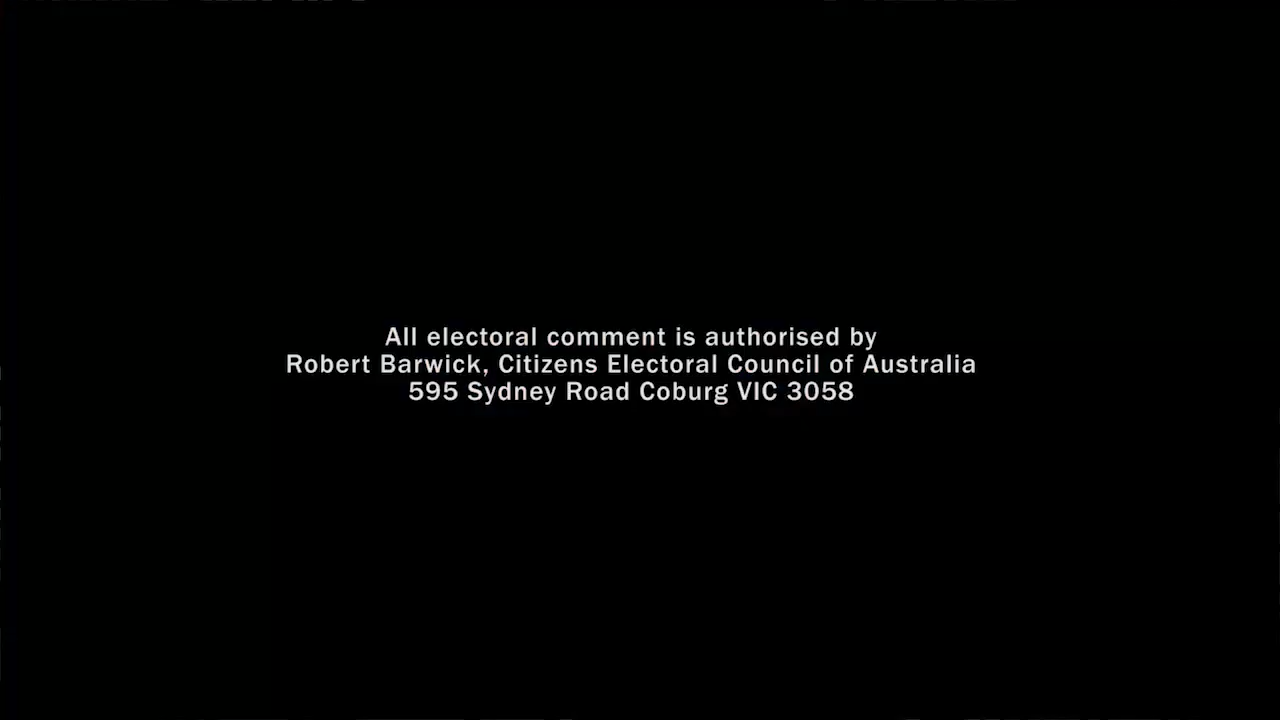 All electoral comment is authorised by
Robert Barwick, Citizens Electoral Council of Australia
595 Sydney Road Coburg VIC 3058